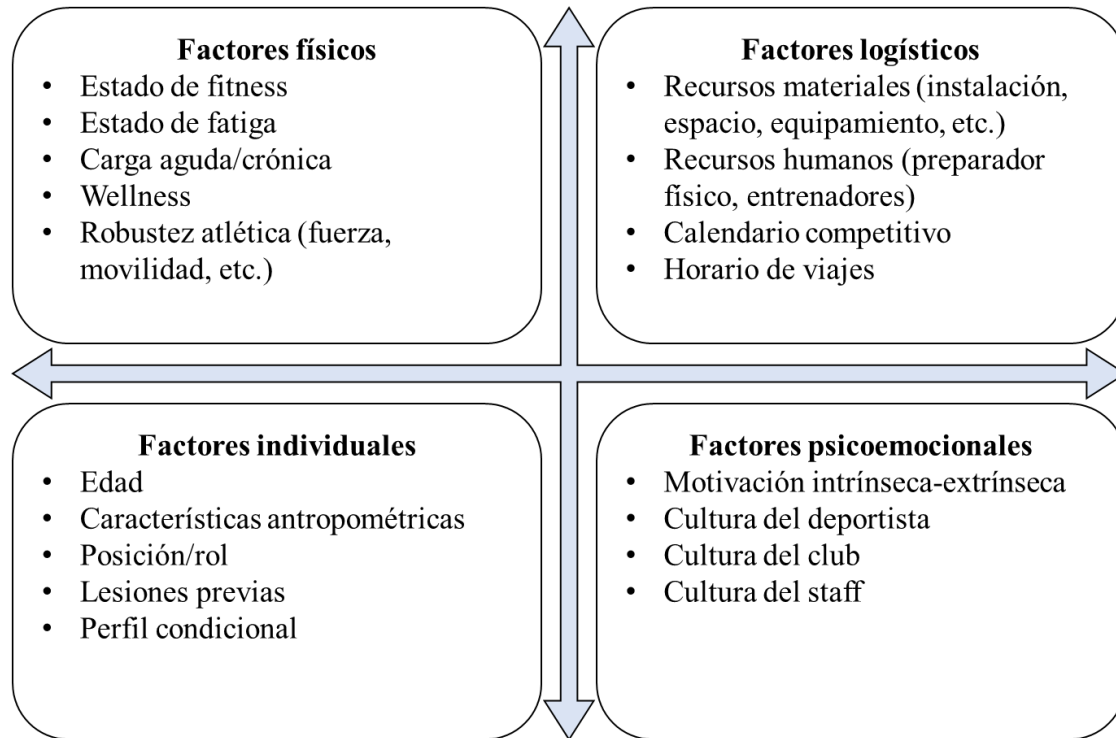 Factores físicos
• Estado de fitness
• Estado de fatiga
• Carga aguda/crónica
• Wellness
• Robustez atlética (fuerza,
movilidad, etc.)
Factores logísticos
• Recursos materiales (instalación,
espacio, equipamiento, etc.)
• Recursos humanos (preparador
físico, entrenadores)
• Calendario competitivo
• Horario de viajes
Factores individuales
• Edad
• Características antropométricas
• Posición/rol
• Lesiones previas
• Perfil condicional
Factores psicoemocionales
• Motivación intrínseca-extrínseca
• Cultura del deportista
• Cultura del club
• Cultura del staff